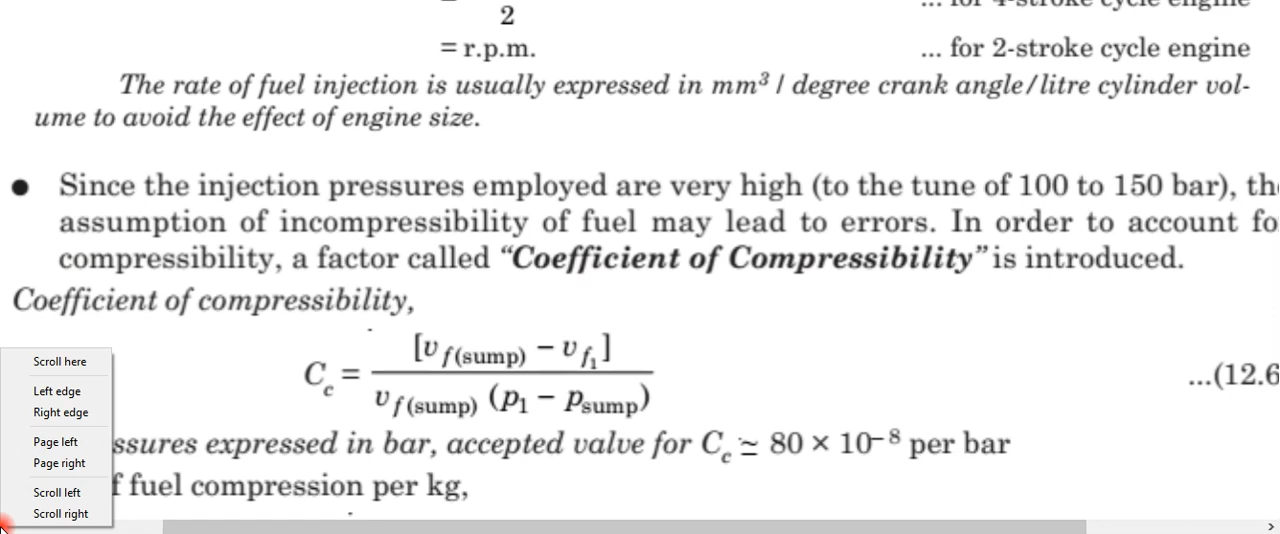 ... for 4-stroke cycle engine
2
= r.p.m. ... for 2-stroke cycle engine
The rate of fuel injection is usually expressed in mm³ / degree crank angle/litre cylinder vol-
ume to avoid the effect of engine size.
● Since the injection pressures employed are very high (to the tune of 100 to 150 bar), the
assumption of incompressibility of fuel may lead to errors. In order to account fo
compressibility, a factor called “Coefficient of Compressibility” is introduced.
Coefficient of compressibility,
C_c = [v_f(sump) − v_f₁] / v_f(sump) (p₁ − p_sump) ...(12.6
ssures expressed in bar, accepted value for C_c ≃ 80 × 10⁻⁸ per bar
f fuel compression per kg,
Scroll here
Left edge
Right edge
Page left
Page right
Scroll left
Scroll right